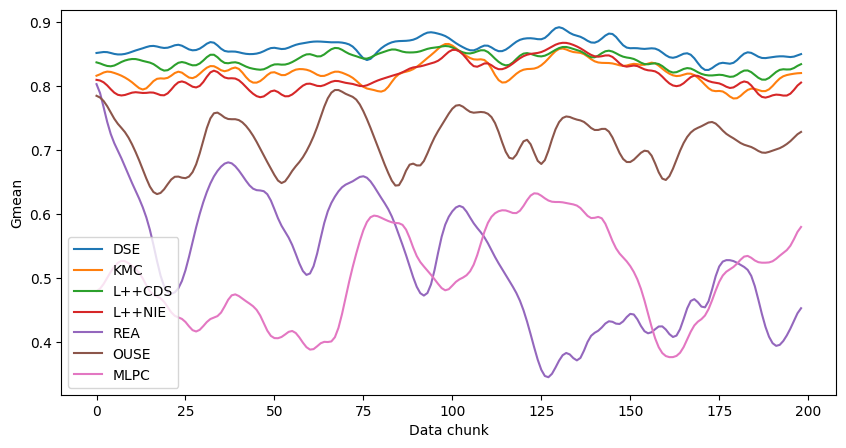 0.9
0.8
0.7
0.6
0.5
0.4
Gmean
DSE
KMC
L++CDS
L++NIE
REA
OUSE
MLPC
0 25 50 75 100 125 150 175 200
Data chunk